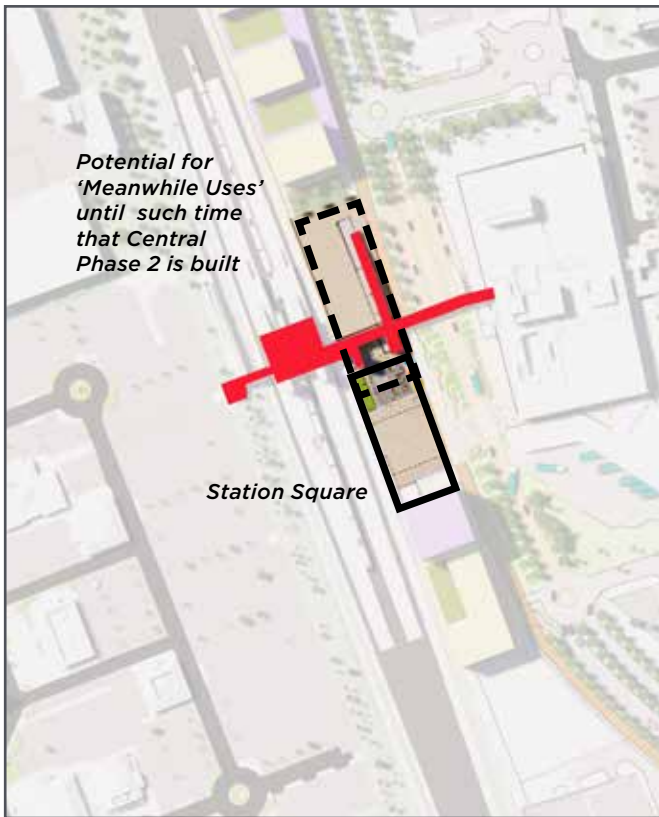 Potential for
‘Meanwhile Uses’
until such time
that Central
Phase 2 is built
Station Square